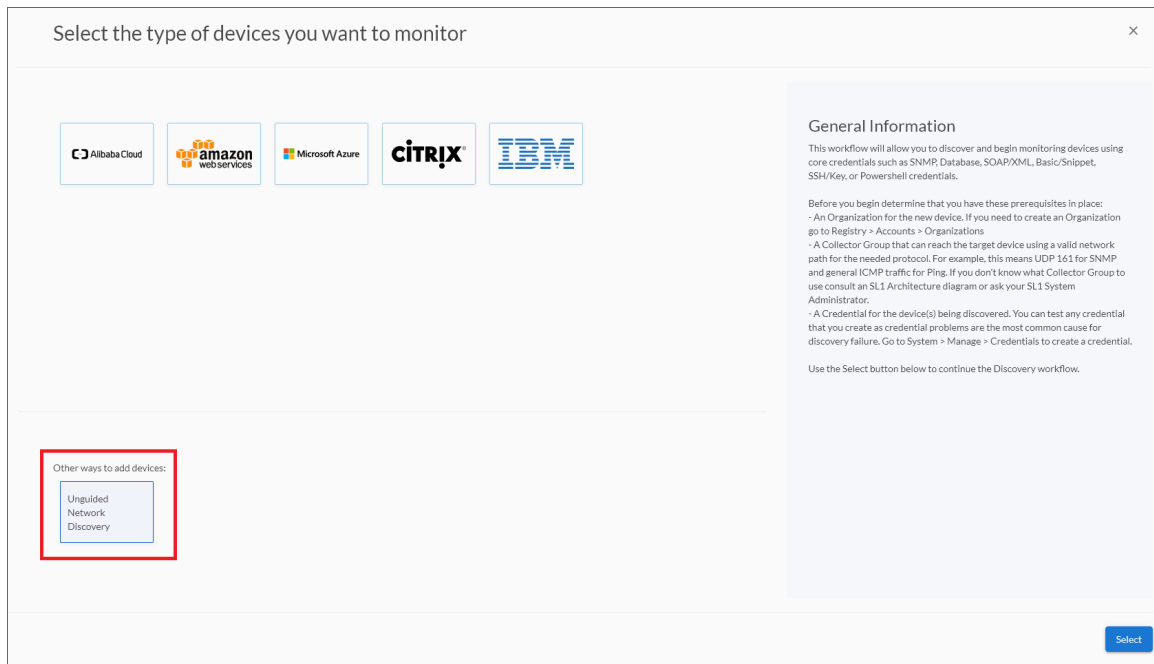 Select the type of devices you want to monitor
×
Alibaba Cloud
amazon
web services
Microsoft Azure
CİTRIX®
IBM
General Information
This workflow will allow you to discover and begin monitoring devices using
core credentials such as SNMP, Database, SOAP/XML, Basic/Snippet,
SSH/Key, or Powershell credentials.
Before you begin determine that you have these prerequisites in place:
- An Organization for the new device. If you need to create an Organization
go to Registry > Accounts > Organizations
- A Collector Group that can reach the target device using a valid network
path for the needed protocol. For example, this means UDP 161 for SNMP
and general ICMP traffic for Ping. If you don't know what Collector Group to
use consult an SL1 Architecture diagram or ask your SL1 System
Administrator.
- A Credential for the device(s) being discovered. You can test any credential
that you create as credential problems are the most common cause for
discovery failure. Go to System > Manage > Credentials to create a credential.
Use the Select button below to continue the Discovery workflow.
Other ways to add devices:
Unguided
Network
Discovery
Select